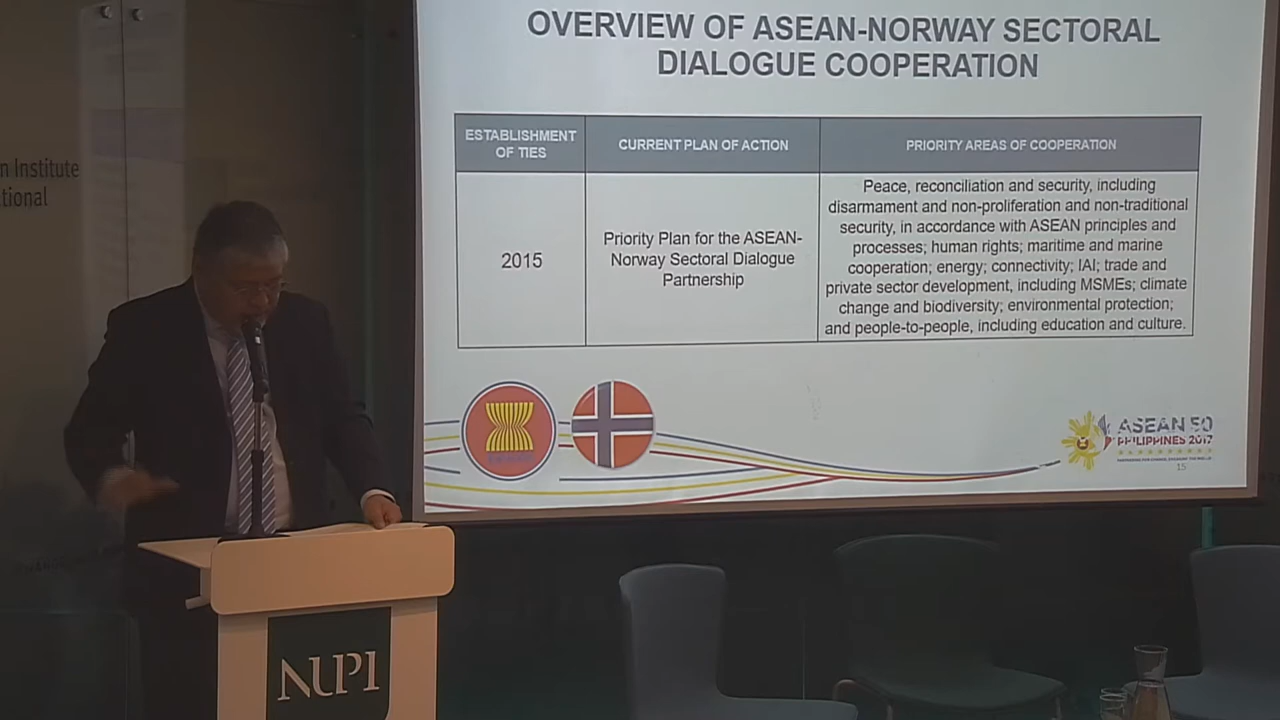 OVERVIEW OF ASEAN-NORWAY SECTORAL
DIALOGUE COOPERATION
ESTABLISHMENT
OF TIES
CURRENT PLAN OF ACTION
PRIORITY AREAS OF COOPERATION
2015
Priority Plan for the ASEAN-
Norway Sectoral Dialogue
Partnership
Peace, reconciliation and security, including
disarmament and non-proliferation and non-traditional
security, in accordance with ASEAN principles and
processes; human rights; maritime and marine
cooperation; energy; connectivity; IAI; trade and
private sector development, including MSMEs; climate
change and biodiversity; environmental protection;
and people-to-people, including education and culture.
n Institute
tional
ASEAN 50
PHILIPPINES 2017
15
NUPI